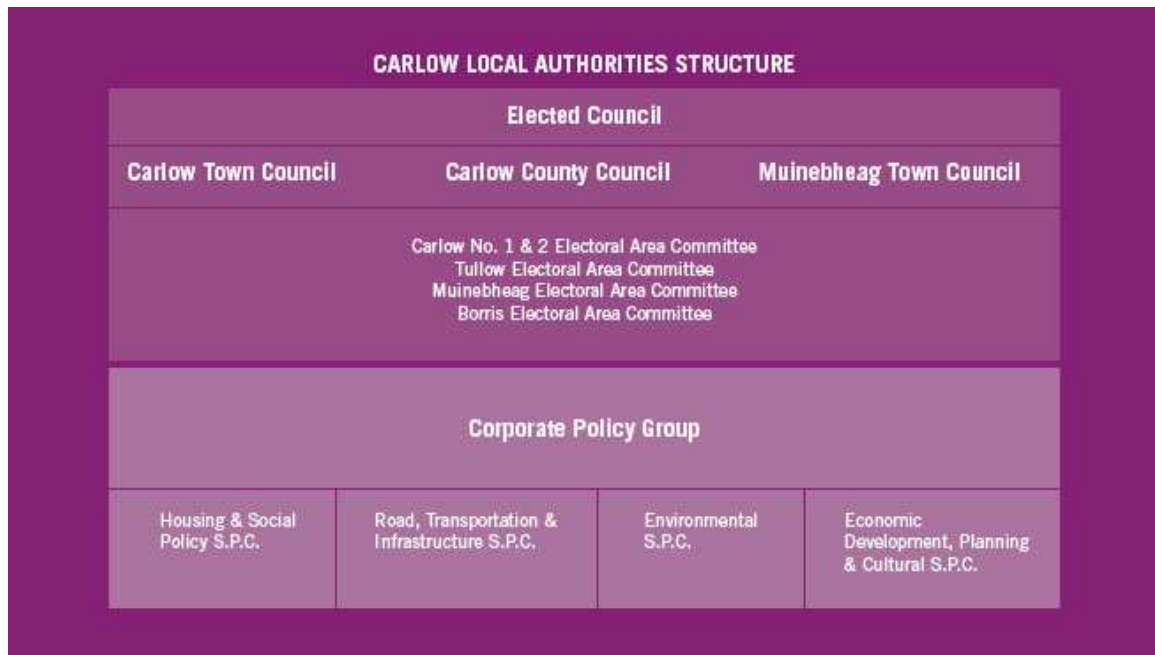 CARLOW LOCAL AUTHORITIES STRUCTURE
Elected Council
Carlow Town Council
Carlow County Council
Muinebheag Town Council
Carlow No. 1 & 2 Electoral Area Committee
Tullow Electoral Area Committee
Muinebheag Electoral Area Committee
Borris Electoral Area Committee
Corporate Policy Group
Housing & Social
Policy S.P.C.
Road, Transportation &
Infrastructure S.P.C.
Environmental
S.P.C.
Economic
Development, Planning
& Cultural S.P.C.